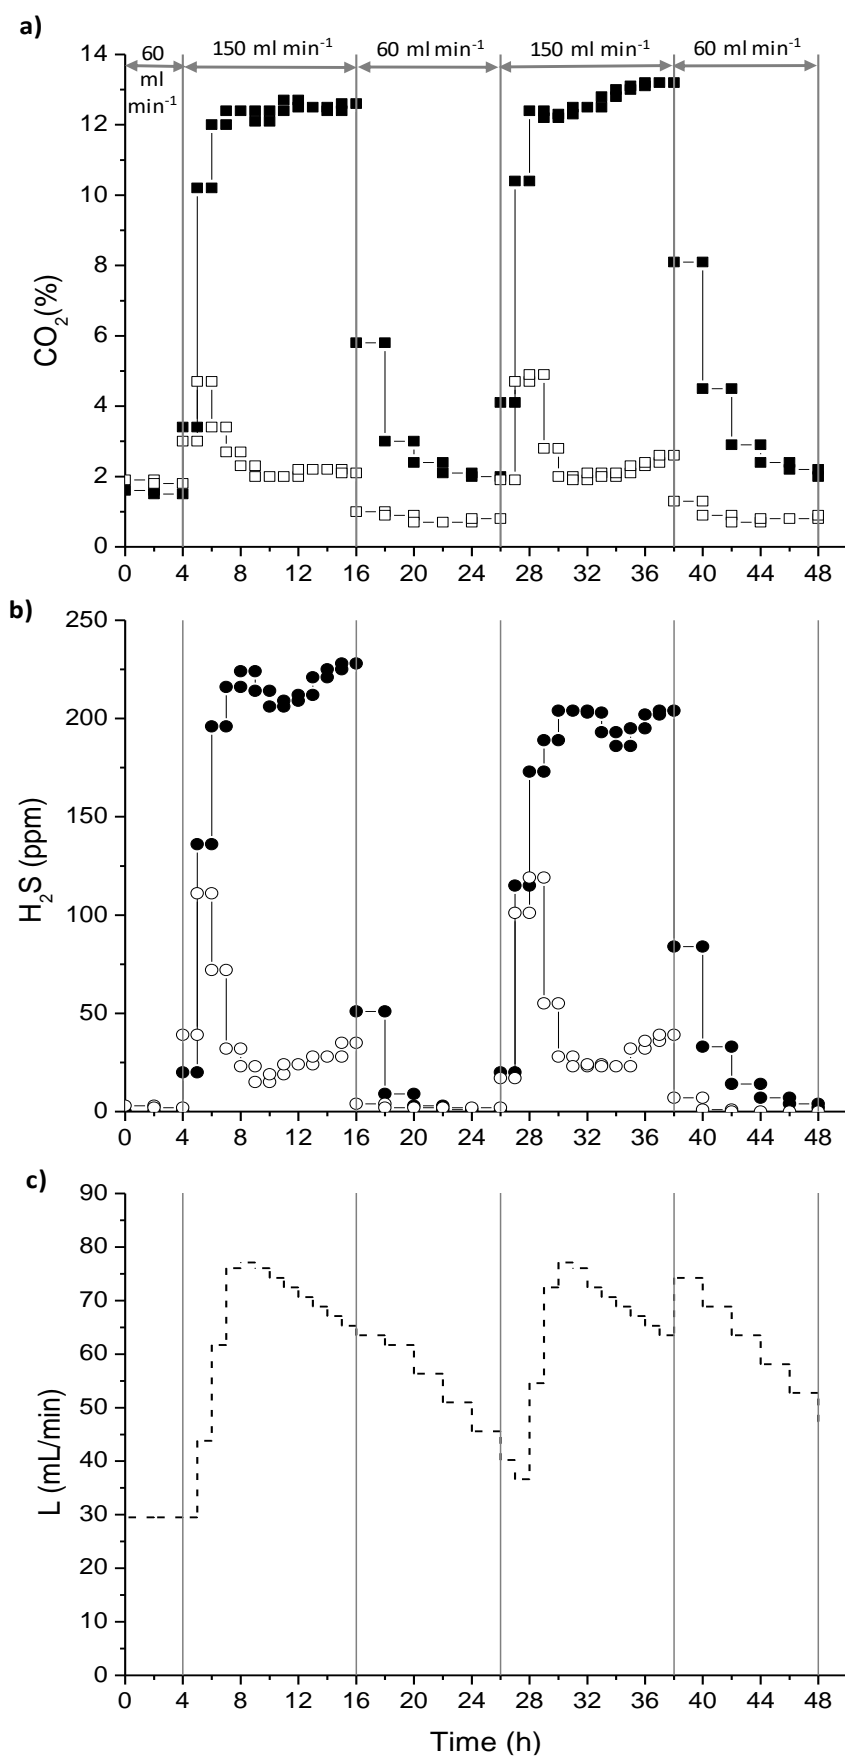 a)
60 ml min⁻¹
150 ml min⁻¹
60 ml min⁻¹
150 ml min⁻¹
60 ml min⁻¹
14
12
10
8
6
4
2
0
CO₂(%)
0 4 8 12 16 20 24 28 32 36 40 44 48
b)
250
200
150
100
50
0
H₂S (ppm)
0 4 8 12 16 20 24 28 32 36 40 44 48
c)
90
80
70
60
50
40
30
20
10
0
L (mL/min)
0 4 8 12 16 20 24 28 32 36 40 44 48
Time (h)